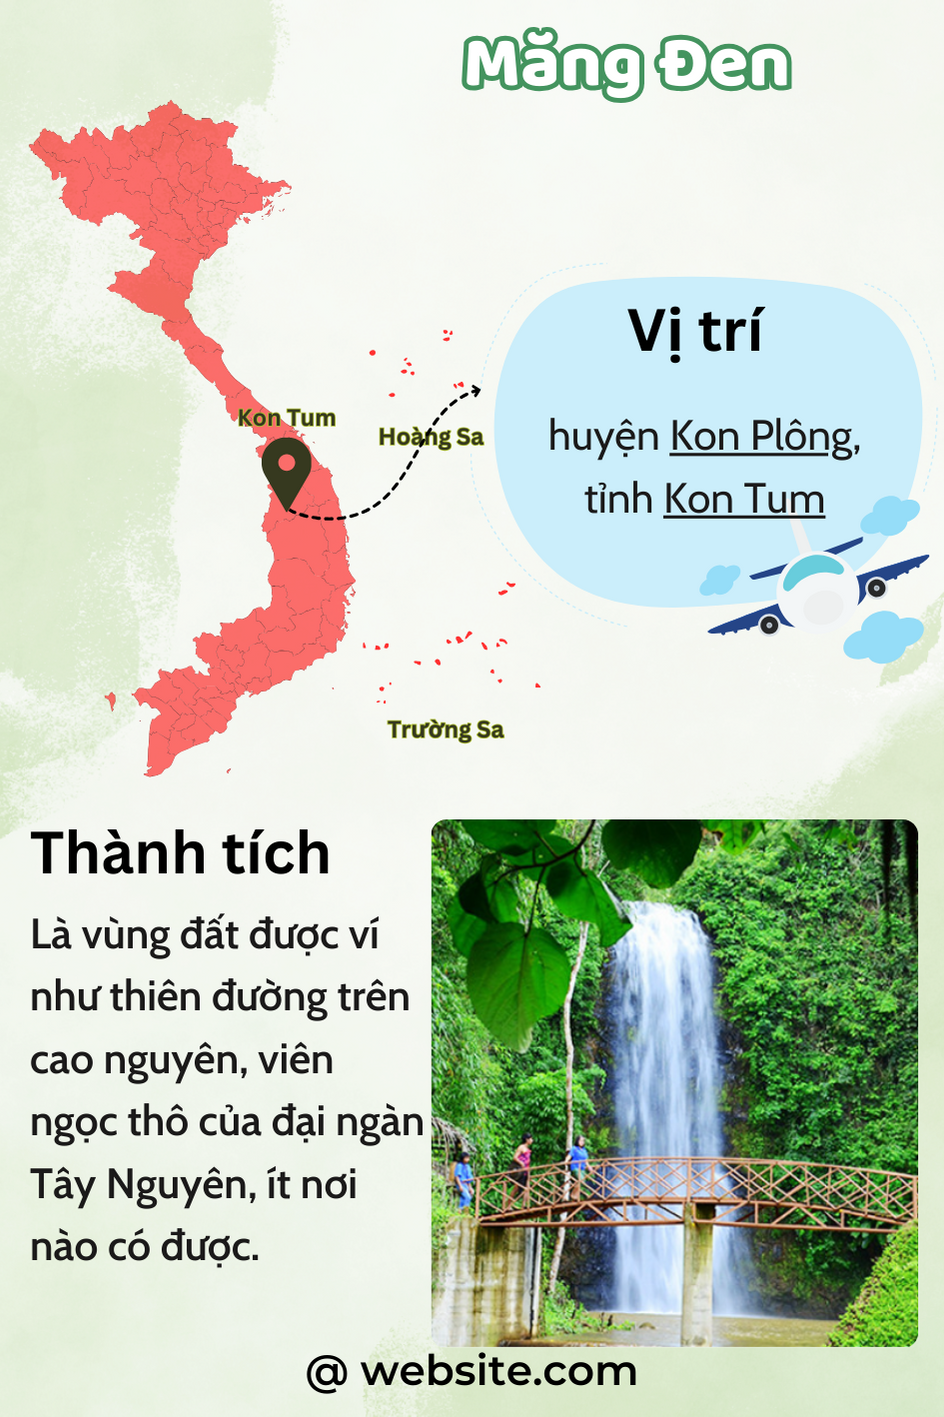 Măng Đen
Kon Tum
Hoàng Sa
Trường Sa
Vị trí
huyện Kon Plông,
tỉnh Kon Tum
Thành tích
Là vùng đất được ví
như thiên đường trên
cao nguyên, viên
ngọc thô của đại ngàn
Tây Nguyên, ít nơi
nào có được.
@ website.com